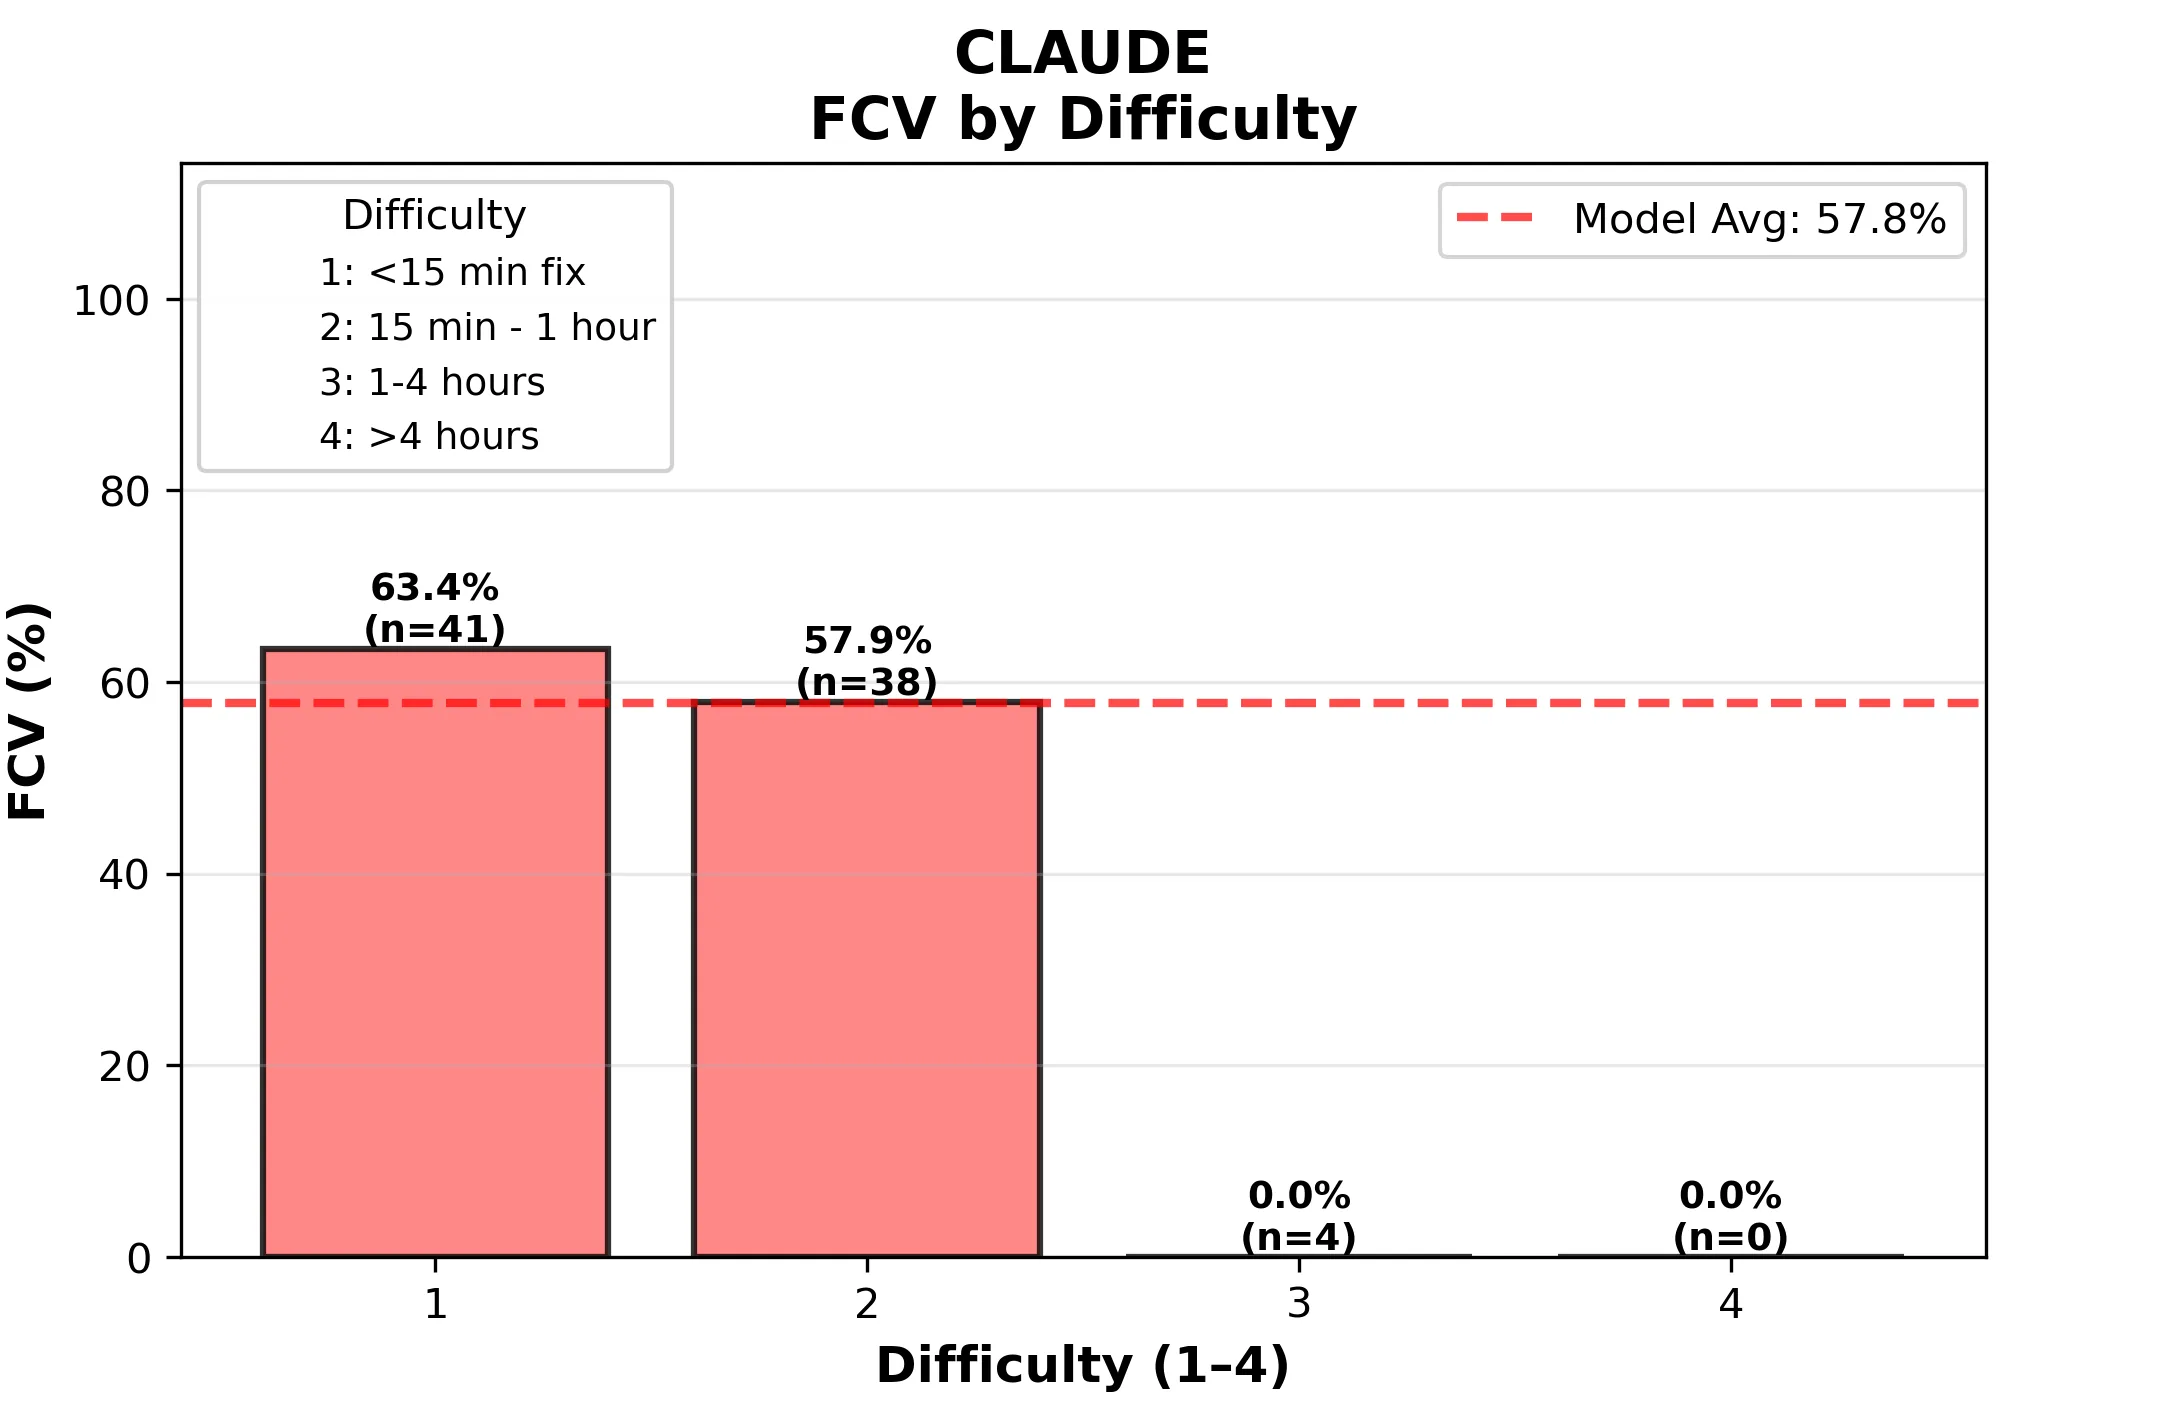 CLAUDE
FCV by Difficulty
Difficulty
1: <15 min fix
2: 15 min - 1 hour
3: 1-4 hours
4: >4 hours
Model Avg: 57.8%
FCV (%)
100
80
60
40
20
0
63.4%
(n=41)
57.9%
(n=38)
0.0%
(n=4)
0.0%
(n=0)
1
2
3
4
Difficulty (1–4)